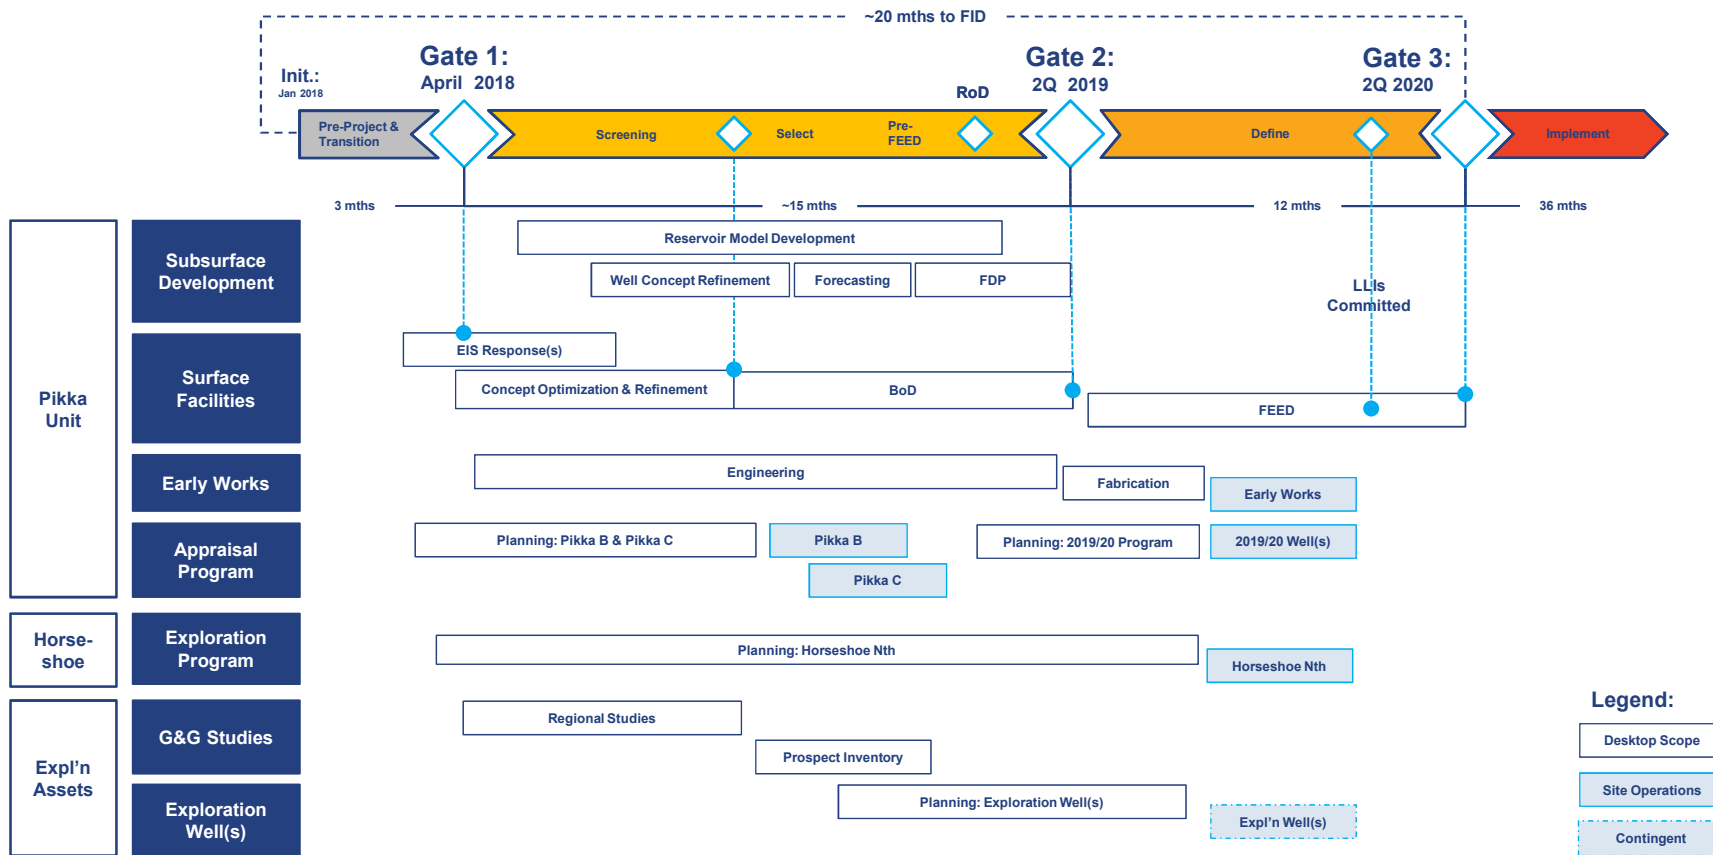 ~20 mths to FID
Init.:
Jan 2018
Gate 1:
April 2018
RoD
Gate 2:
2Q 2019
Gate 3:
2Q 2020
Pre-Project &
Transition
Screening
Select
Pre-
FEED
Define
Implement
3 mths
~15 mths
12 mths
36 mths
Pikka
Unit
Subsurface
Development
Reservoir Model Development
Well Concept Refinement
Forecasting
FDP
LLIs
Committed
Surface
Facilities
EIS Response(s)
Concept Optimization & Refinement
BoD
FEED
Early Works
Engineering
Fabrication
Early Works
Appraisal
Program
Planning: Pikka B & Pikka C
Pikka B
Pikka C
Planning: 2019/20 Program
2019/20 Well(s)
Horse-
shoe
Exploration
Program
Planning: Horseshoe Nth
Horseshoe Nth
Expl'n
Assets
G&G Studies
Regional Studies
Prospect Inventory
Exploration
Well(s)
Planning: Exploration Well(s)
Expl'n Well(s)
Legend:
Desktop Scope
Site Operations
Contingent